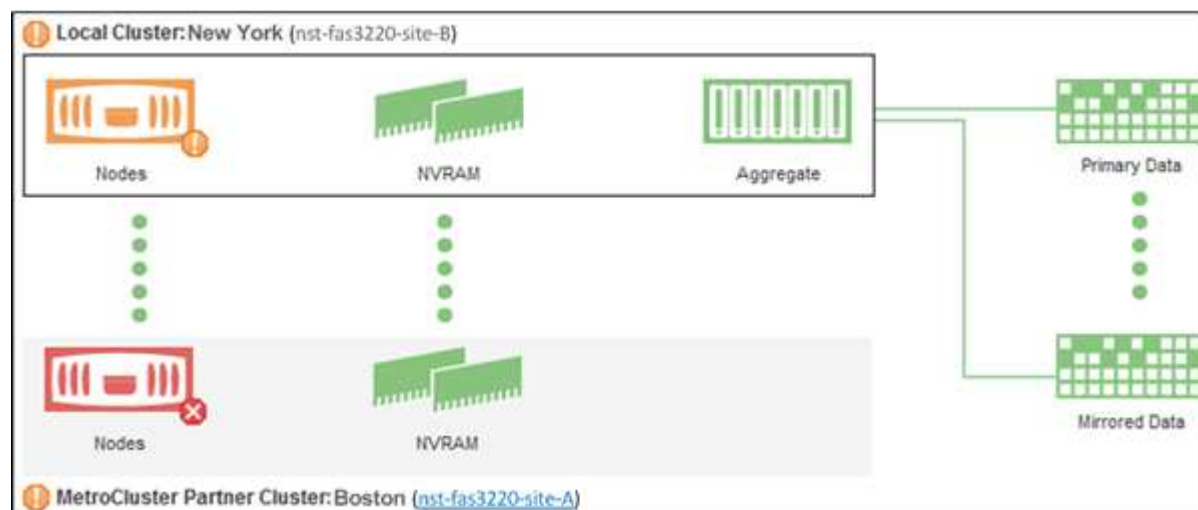 Local Cluster: New York (nst-fas3220-site-B)
Nodes
NVRAM
Aggregate
Primary Data
Nodes
NVRAM
Mirrored Data
MetroCluster Partner Cluster: Boston (nst-fas3220-site-A)